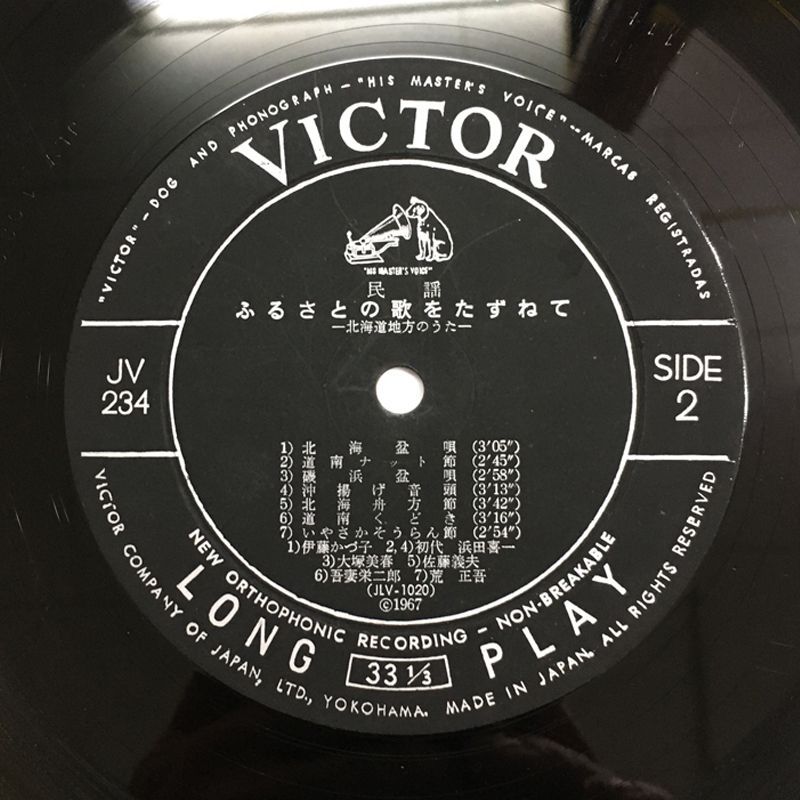 "VICTOR" — DOG AND PHONOGRAPH — "HIS MASTER'S VOICE" — MARCAS REGISTRADAS
VICTOR
"HIS MASTER'S VOICE"
民謡
ふるさとの歌をたずねて
—北海道地方のうた—
JV
234
SIDE
2
1) 北海盆唄 (3'05")
2) 道南ナット節 (2'45")
3) 磯浜盆唄 (2'58")
4) 沖揚げ音頭 (3'13")
5) 北海舟方節 (3'42")
6) 道南くどき (3'16")
7) いやさかそうらん節 (2'54")
1)伊藤かづ子 2,4)初代 浜田喜一
3)大塚美春 5)佐藤義夫
6)吾妻栄二郎 7)荒 正吾
(JLV-1020)
©1967
NEW ORTHOPHONIC RECORDING – NON-BREAKABLE
LONG PLAY
33 1/3
VICTOR COMPANY OF JAPAN, LTD., YOKOHAMA. MADE IN JAPAN. ALL RIGHTS RESERVED